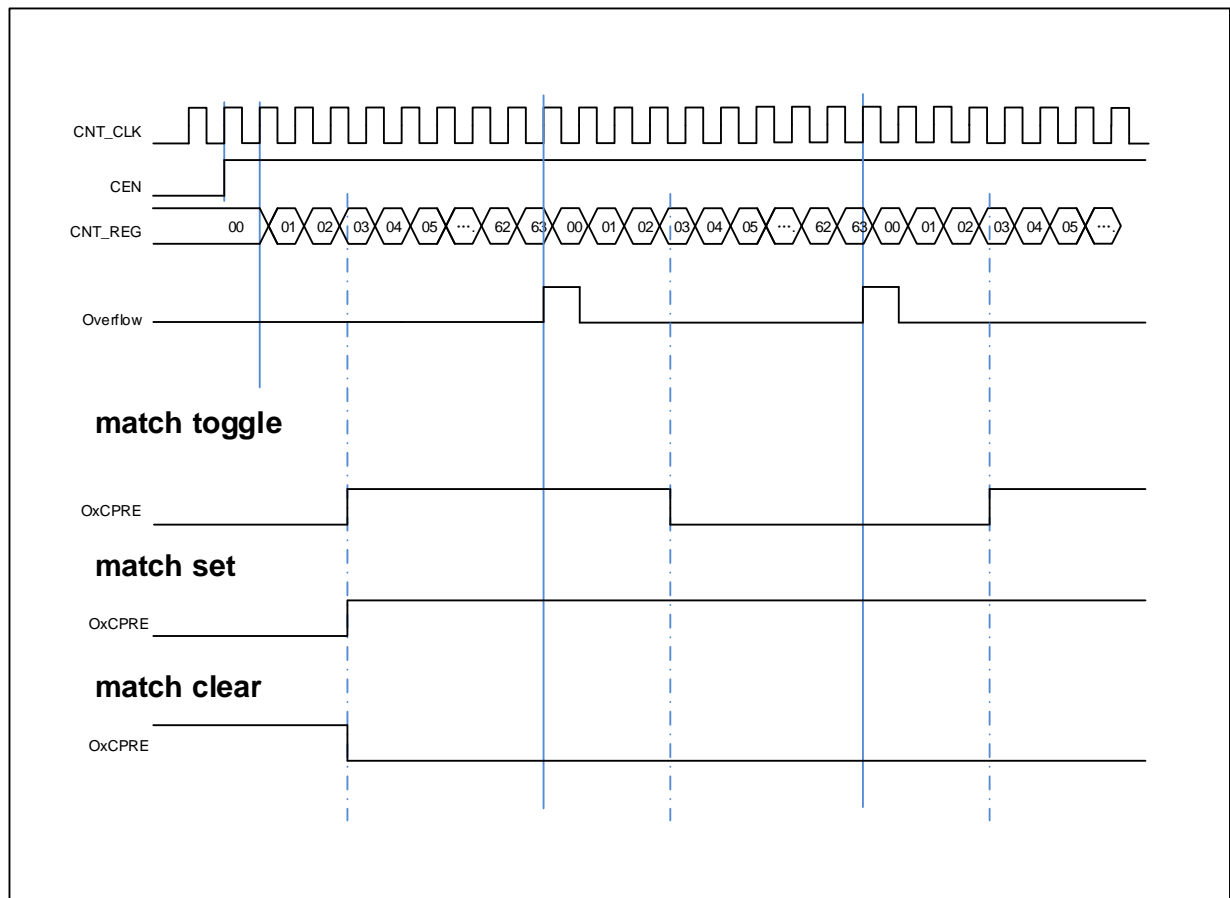 CNT_CLK
CEN
CNT_REG 00 01 02 03 04 05 …. 62 63 00 01 02 03 04 05 …. 62 63 00 01 02 03 04 05 ….
Overflow
match toggle
OxCPRE
match set
OxCPRE
match clear
OxCPRE